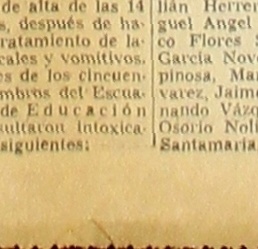 de alta de las 14
s, después de ha-
ratamiento de la-
cales y vomitivos.
es de los cincuen-
mbros del Escua-
de Educación
sultaron intoxica-
siguientes:
lián Herrer
guel Angel
co Flores S
García Nov
pinosa, Mar
varez, Jaime
nando Vázq
Osorio Noli
Santamaría